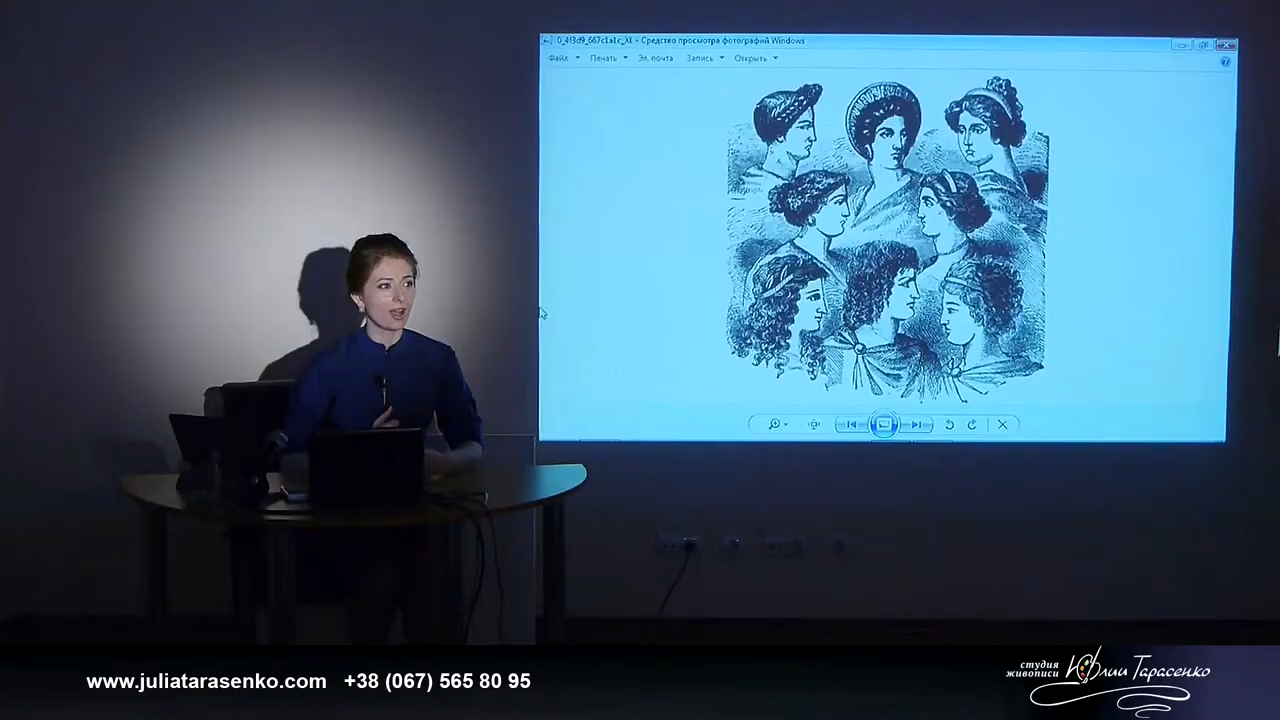 Средство просмотра фотографий Windows
Файл Печать Эл. почта Запись Открыть
www.juliatarasenko.com +38 (067) 565 80 95
студия
живописи Юлии Тарасенко